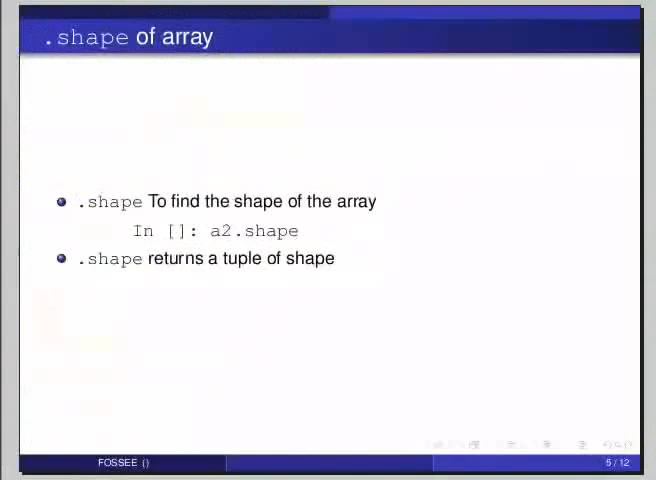 .shape of array
.shape To find the shape of the array
In []: a2.shape
.shape returns a tuple of shape
FOSSEE ()
5 / 12